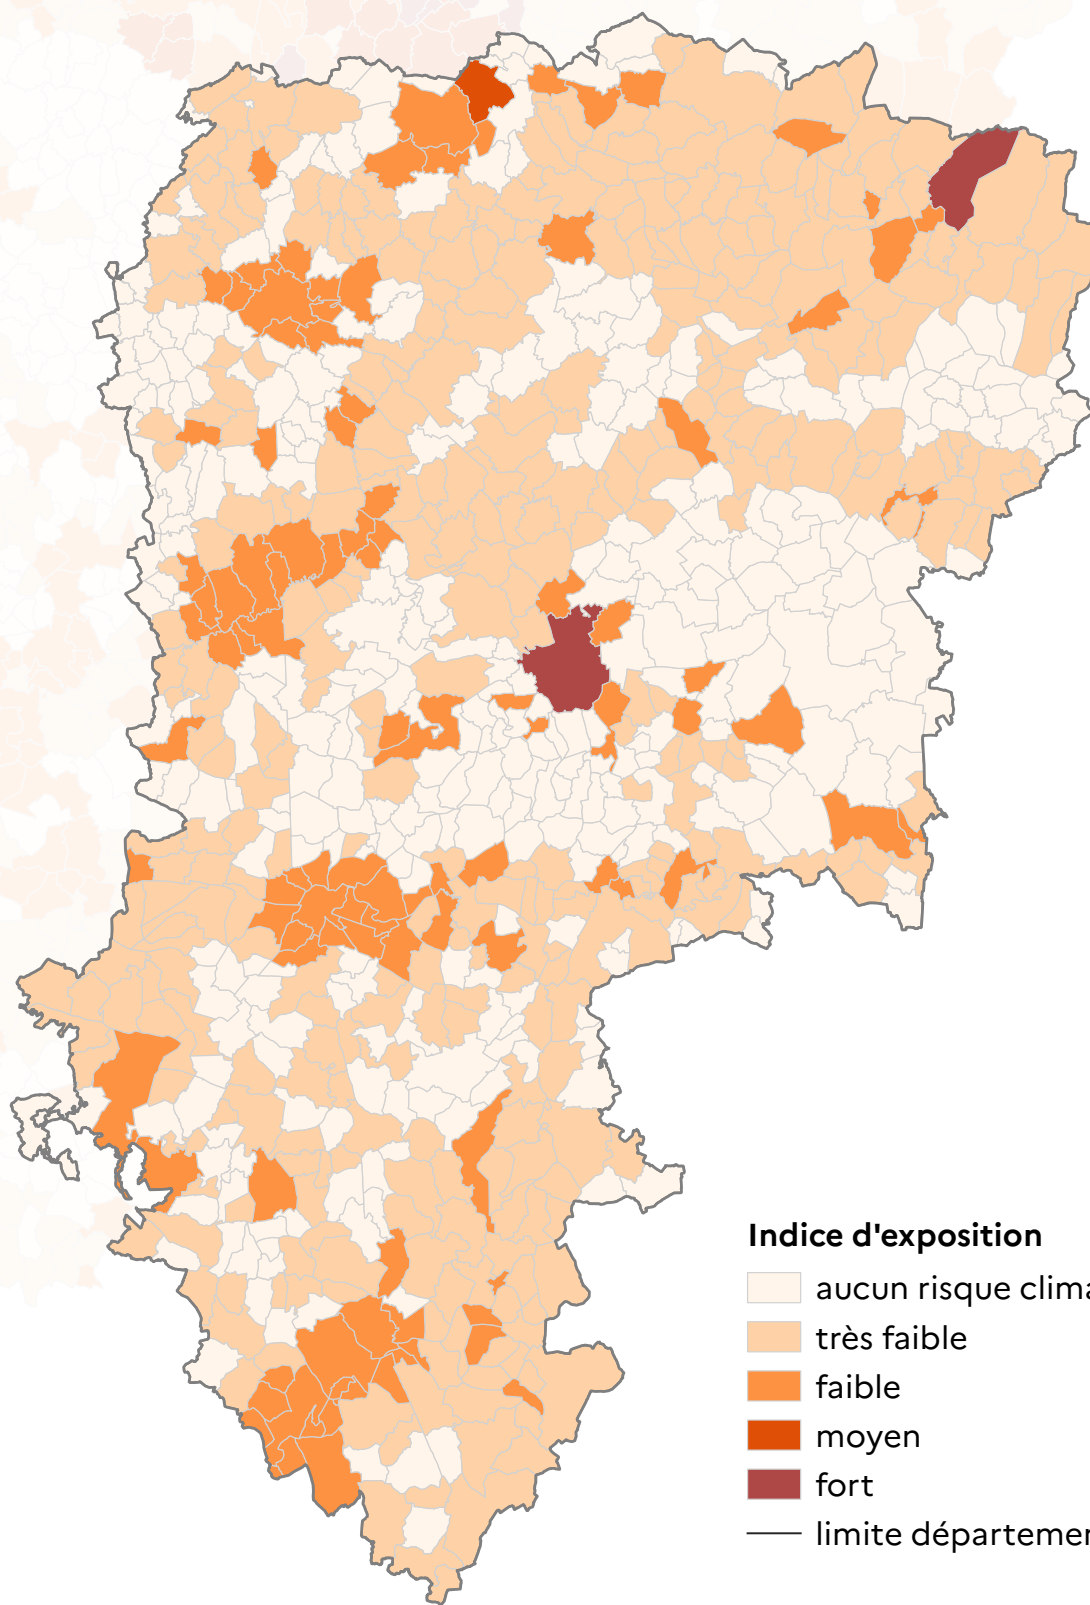 Indice d'exposition
aucun risque clima
très faible
faible
moyen
fort
limite départemen